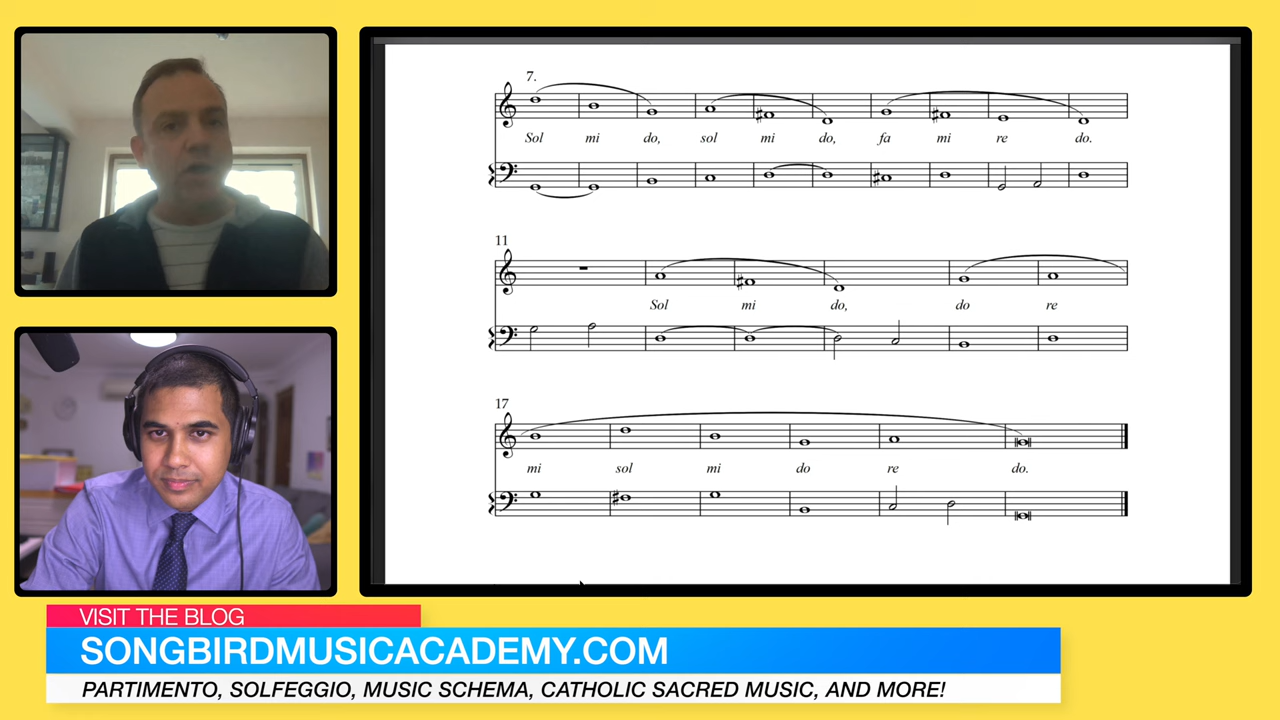 7.
Sol mi do, sol mi do, fa mi re do.
11
Sol mi do, do re
17
mi sol mi do re do.
VISIT THE BLOG
SONGBIRDMUSICACADEMY.COM
PARTIMENTO, SOLFEGGIO, MUSIC SCHEMA, CATHOLIC SACRED MUSIC, AND MORE!